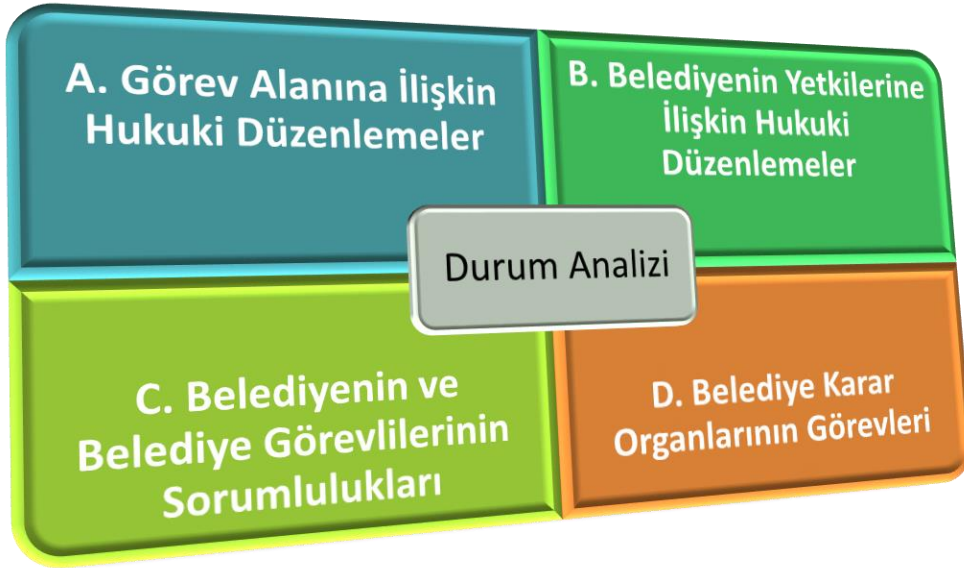 A. Görev Alanına İlişkin
Hukuki Düzenlemeler
B. Belediyenin Yetkilerine
İlişkin Hukuki
Düzenlemeler
Durum Analizi
C. Belediyenin ve
Belediye Görevlilerinin
Sorumlulukları
D. Belediye Karar
Organlarının Görevleri